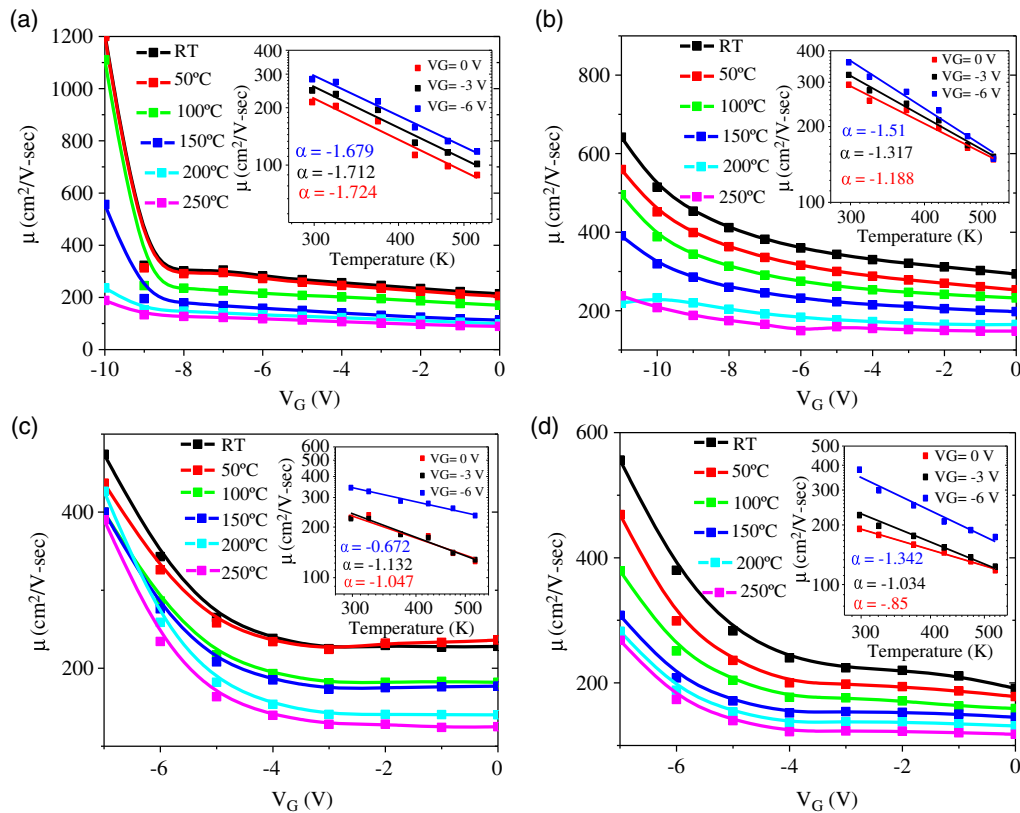 (a)
1200
1000
800
600
400
200
0
μ (cm²/V-sec)
RT
50ºC
100ºC
150ºC
200ºC
250ºC
400
300
200
100
μ (cm²/V-sec)
VG= 0 V
VG= -3 V
VG= -6 V
α = -1.679
α = -1.712
α = -1.724
300 400 500
Temperature (K)
-10 -8 -6 -4 -2 0
V_G (V)
(b)
800
600
400
200
μ (cm²/V-sec)
RT
50ºC
100ºC
150ºC
200ºC
250ºC
400
300
200
100
μ (cm²/V-sec)
VG= 0 V
VG= -3 V
VG= -6 V
α = -1.51
α = -1.317
α = -1.188
300 400 500
Temperature (K)
-10 -8 -6 -4 -2 0
V_G (V)
(c)
400
200
μ (cm²/V-sec)
RT
50ºC
100ºC
150ºC
200ºC
250ºC
600
500
400
300
200
100
μ (cm²/V-sec)
VG= 0 V
VG= -3 V
VG= -6 V
α = -0.672
α = -1.132
α = -1.047
300 400 500
Temperature (K)
-6 -4 -2 0
V_G (V)
(d)
600
400
200
μ (cm²/V-sec)
RT
50ºC
100ºC
150ºC
200ºC
250ºC
500
400
300
200
100
μ (cm²/V-sec)
VG= 0 V
VG= -3 V
VG= -6 V
α = -1.342
α = -1.034
α = -.85
300 400 500
Temperature (K)
-6 -4 -2 0
V_G (V)